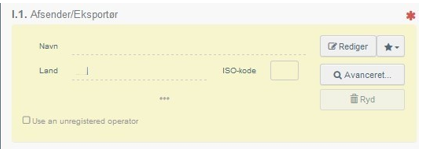 I.1. Afsender/Eksportør
Navn
Rediger
Land
ISO-kode
Avanceret...
***
Ryd
Use an unregistered operator